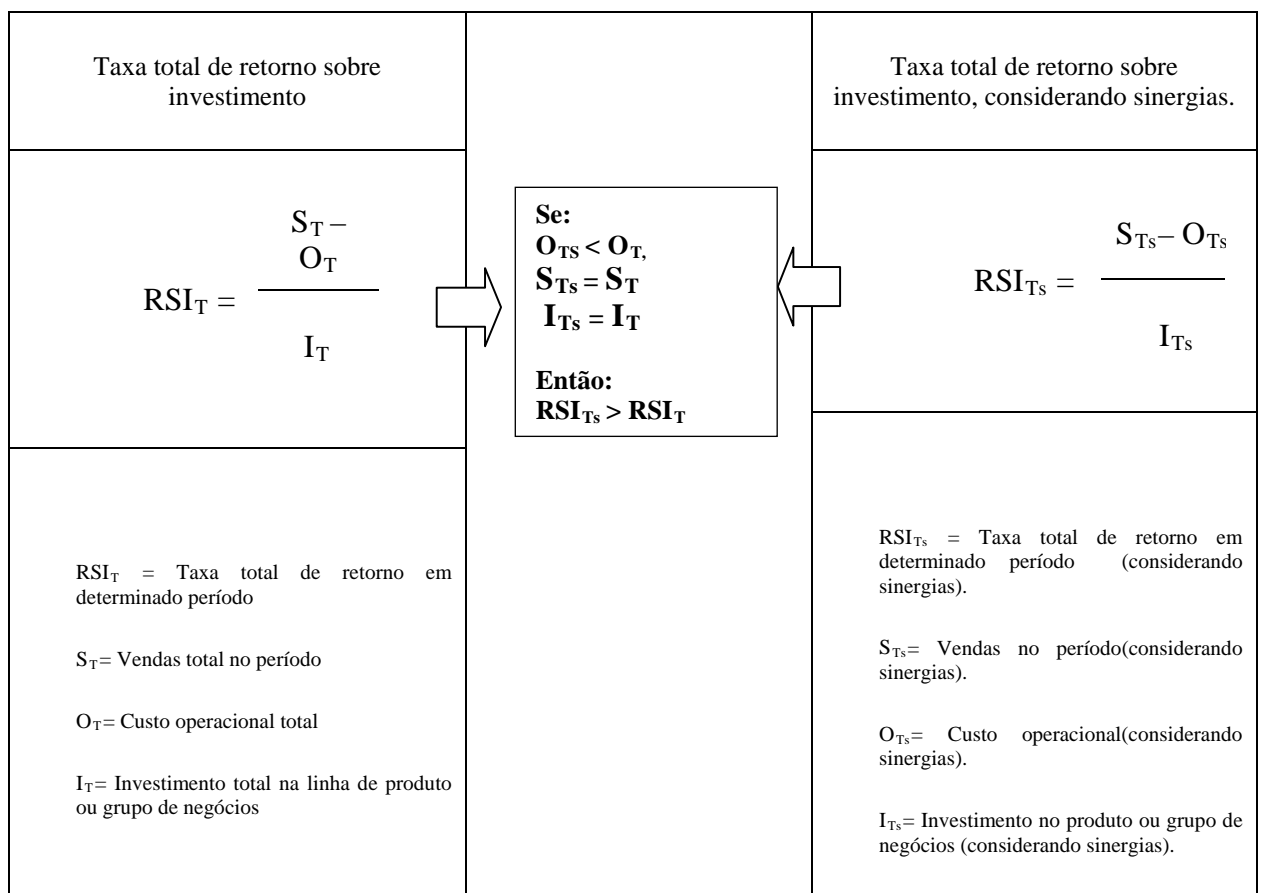 Taxa total de retorno sobre
investimento
Taxa total de retorno sobre
investimento, considerando sinergias.
S_T –
O_T
RSI_T =
I_T
Se:
O_TS < O_T,
S_Ts = S_T
I_Ts = I_T
Então:
RSI_Ts > RSI_T
S_Ts– O_Ts
RSI_Ts =
I_Ts
RSI_T = Taxa total de retorno em
determinado período
S_T= Vendas total no período
O_T= Custo operacional total
I_T= Investimento total na linha de produto
ou grupo de negócios
RSI_Ts = Taxa total de retorno em
determinado período (considerando
sinergias).
S_Ts= Vendas no período(considerando
sinergias).
O_Ts= Custo operacional(considerando
sinergias).
I_Ts= Investimento no produto ou grupo de
negócios (considerando sinergias).